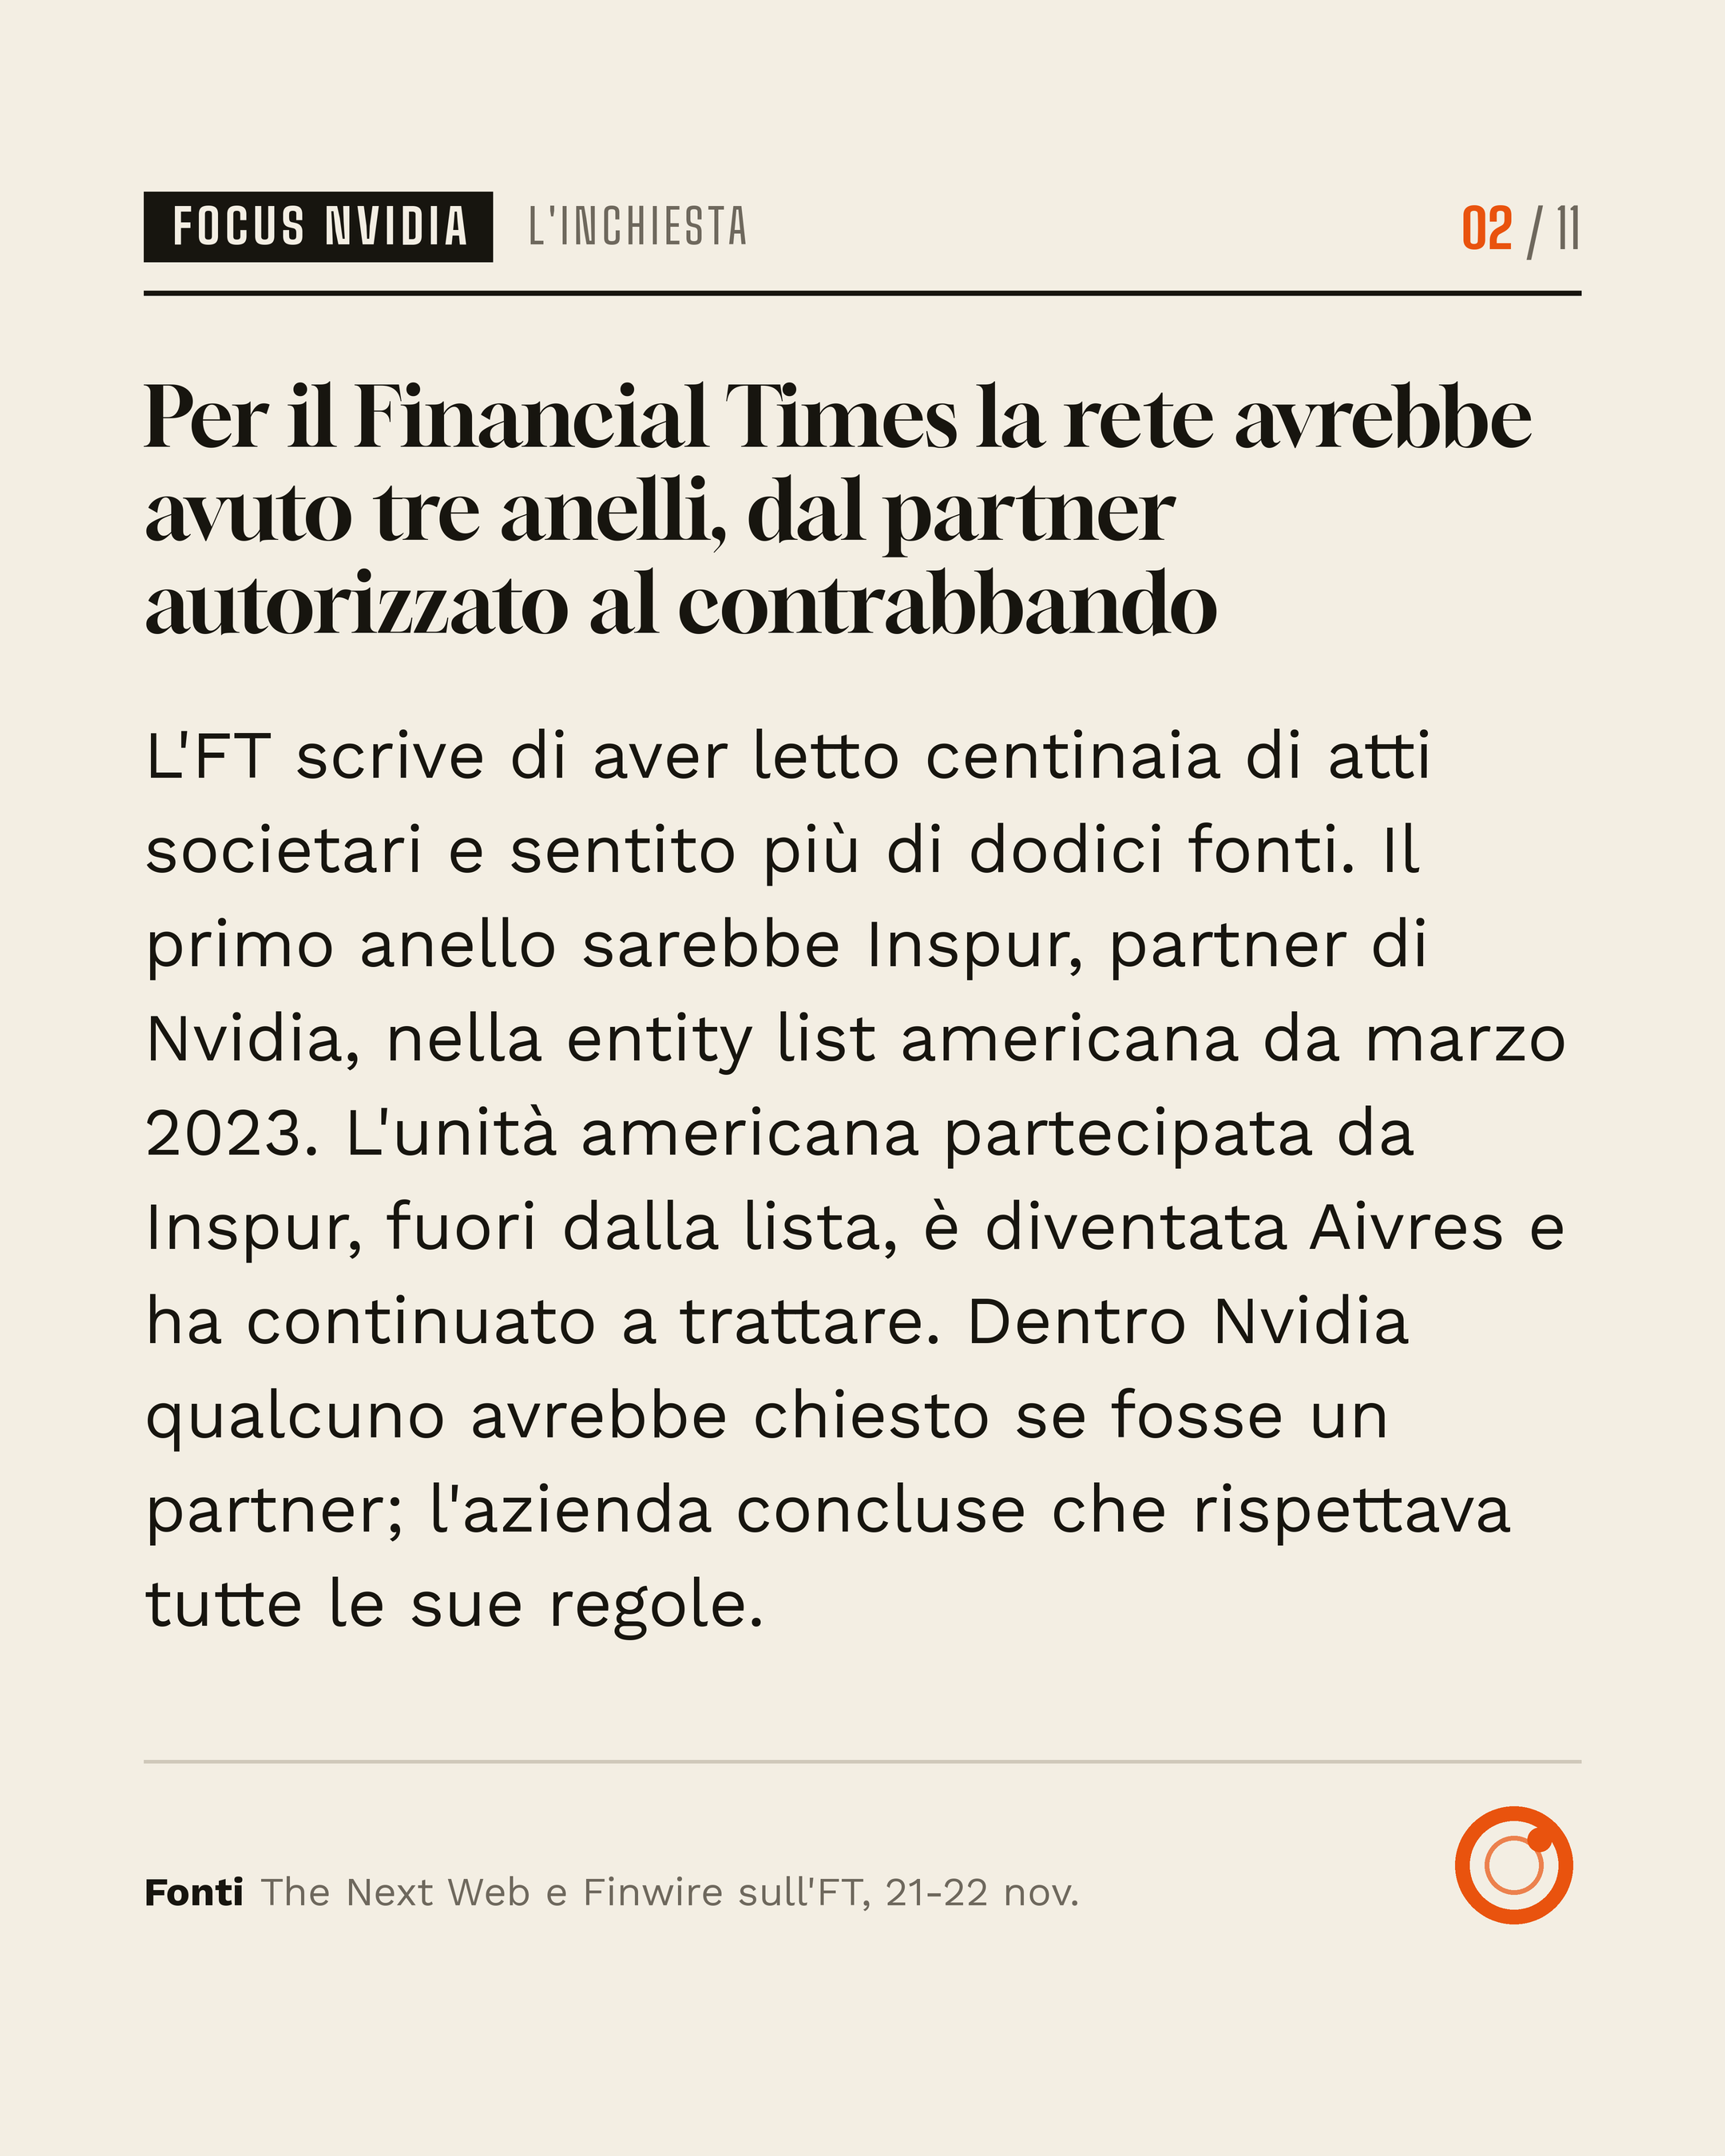 FOCUS NVIDIA L'INCHIESTA 02 / 11
Per il Financial Times la rete avrebbe
avuto tre anelli, dal partner
autorizzato al contrabbando
L'FT scrive di aver letto centinaia di atti
societari e sentito più di dodici fonti. Il
primo anello sarebbe Inspur, partner di
Nvidia, nella entity list americana da marzo
2023. L'unità americana partecipata da
Inspur, fuori dalla lista, è diventata Aivres e
ha continuato a trattare. Dentro Nvidia
qualcuno avrebbe chiesto se fosse un
partner; l'azienda concluse che rispettava
tutte le sue regole.
Fonti The Next Web e Finwire sull'FT, 21-22 nov.